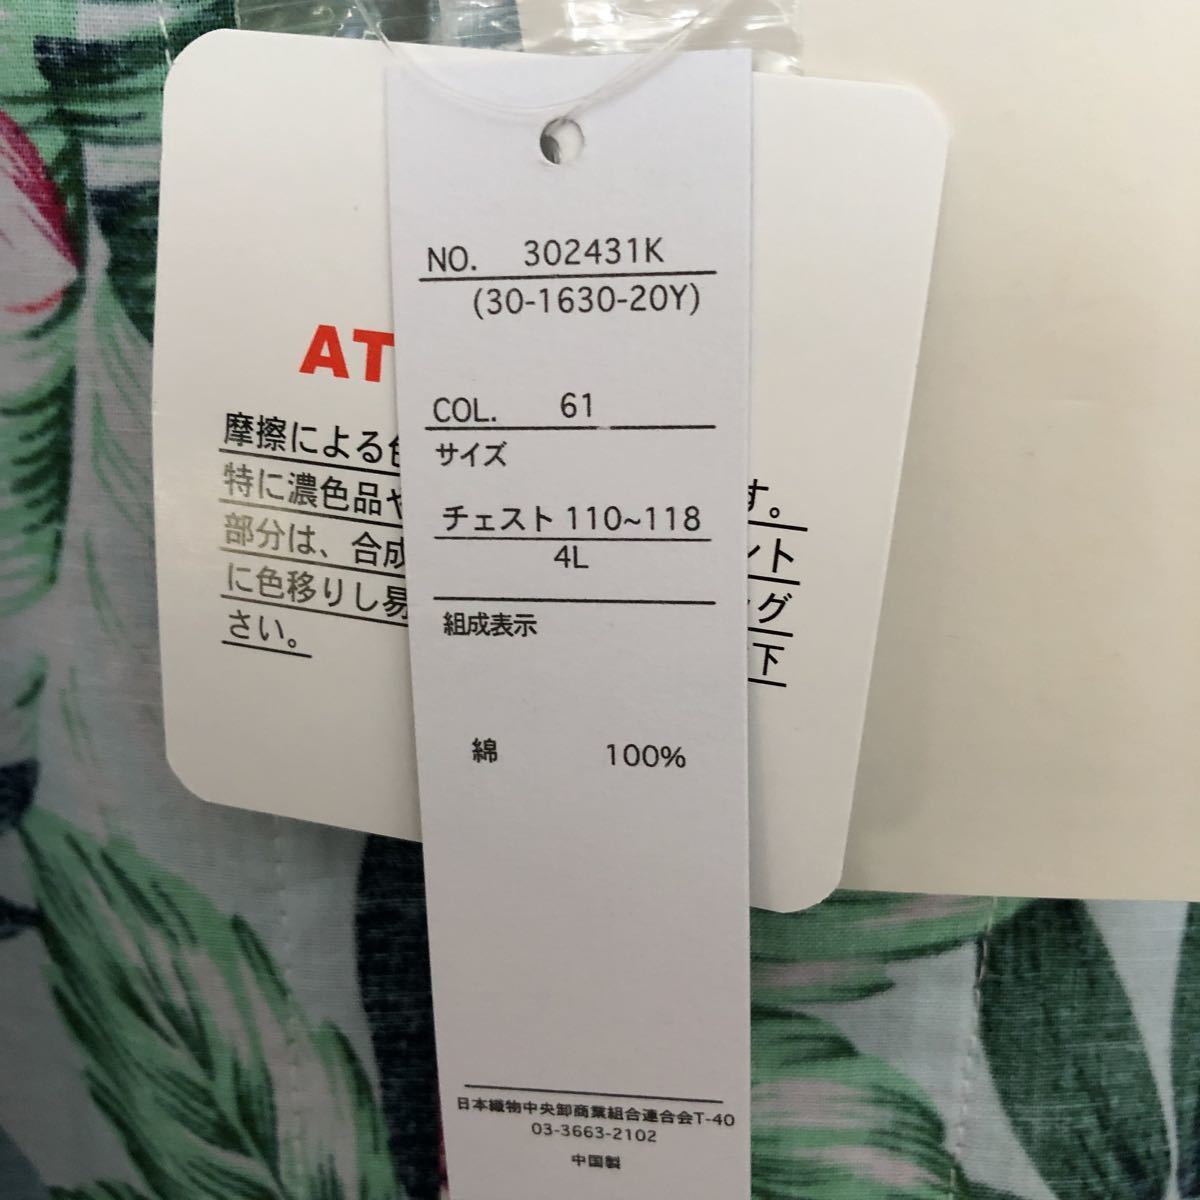 NO. 302431K
(30-1630-20Y)
COL. 61
サイズ
チェスト 110~118
4L
組成表示
綿 100%
日本織物中央卸商業組合連合会T-40
03-3663-2102
中国製
AT
摩擦による色
特に濃色品や
す。
部分は、合成
ント
に色移りし易
ッグ
さい。
下